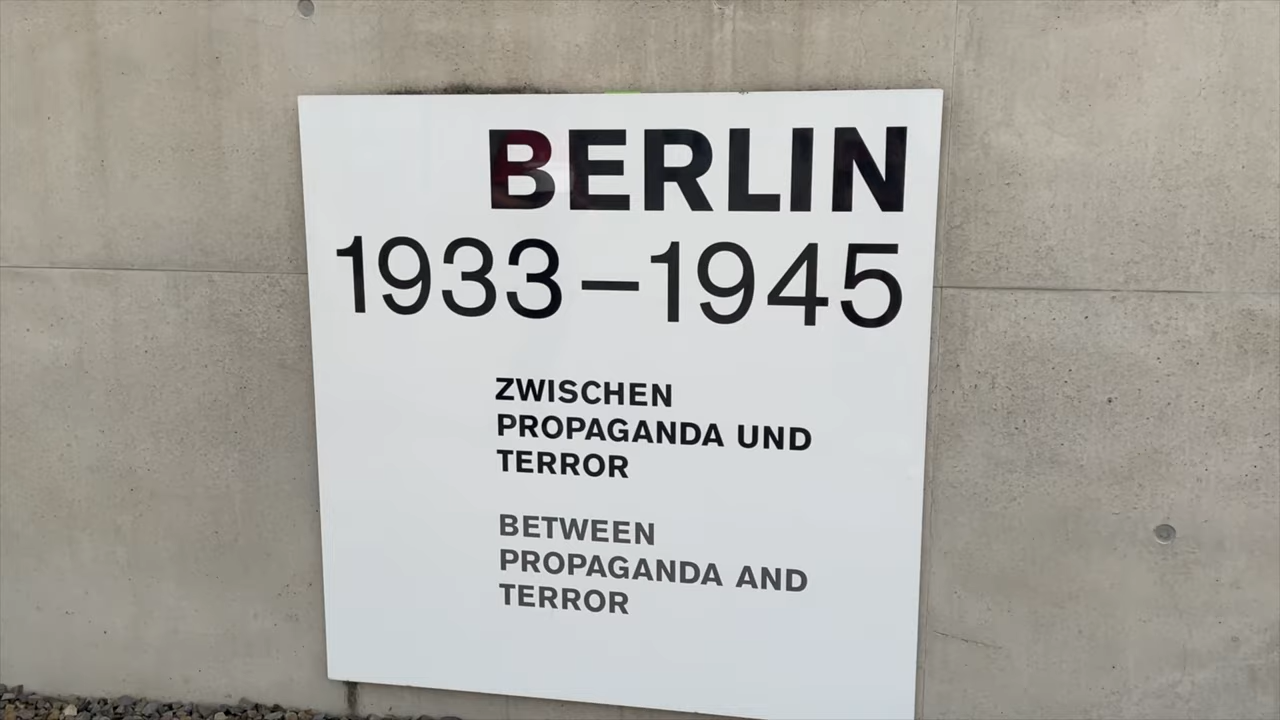 BERLIN
1933–1945
ZWISCHEN
PROPAGANDA UND
TERROR
BETWEEN
PROPAGANDA AND
TERROR